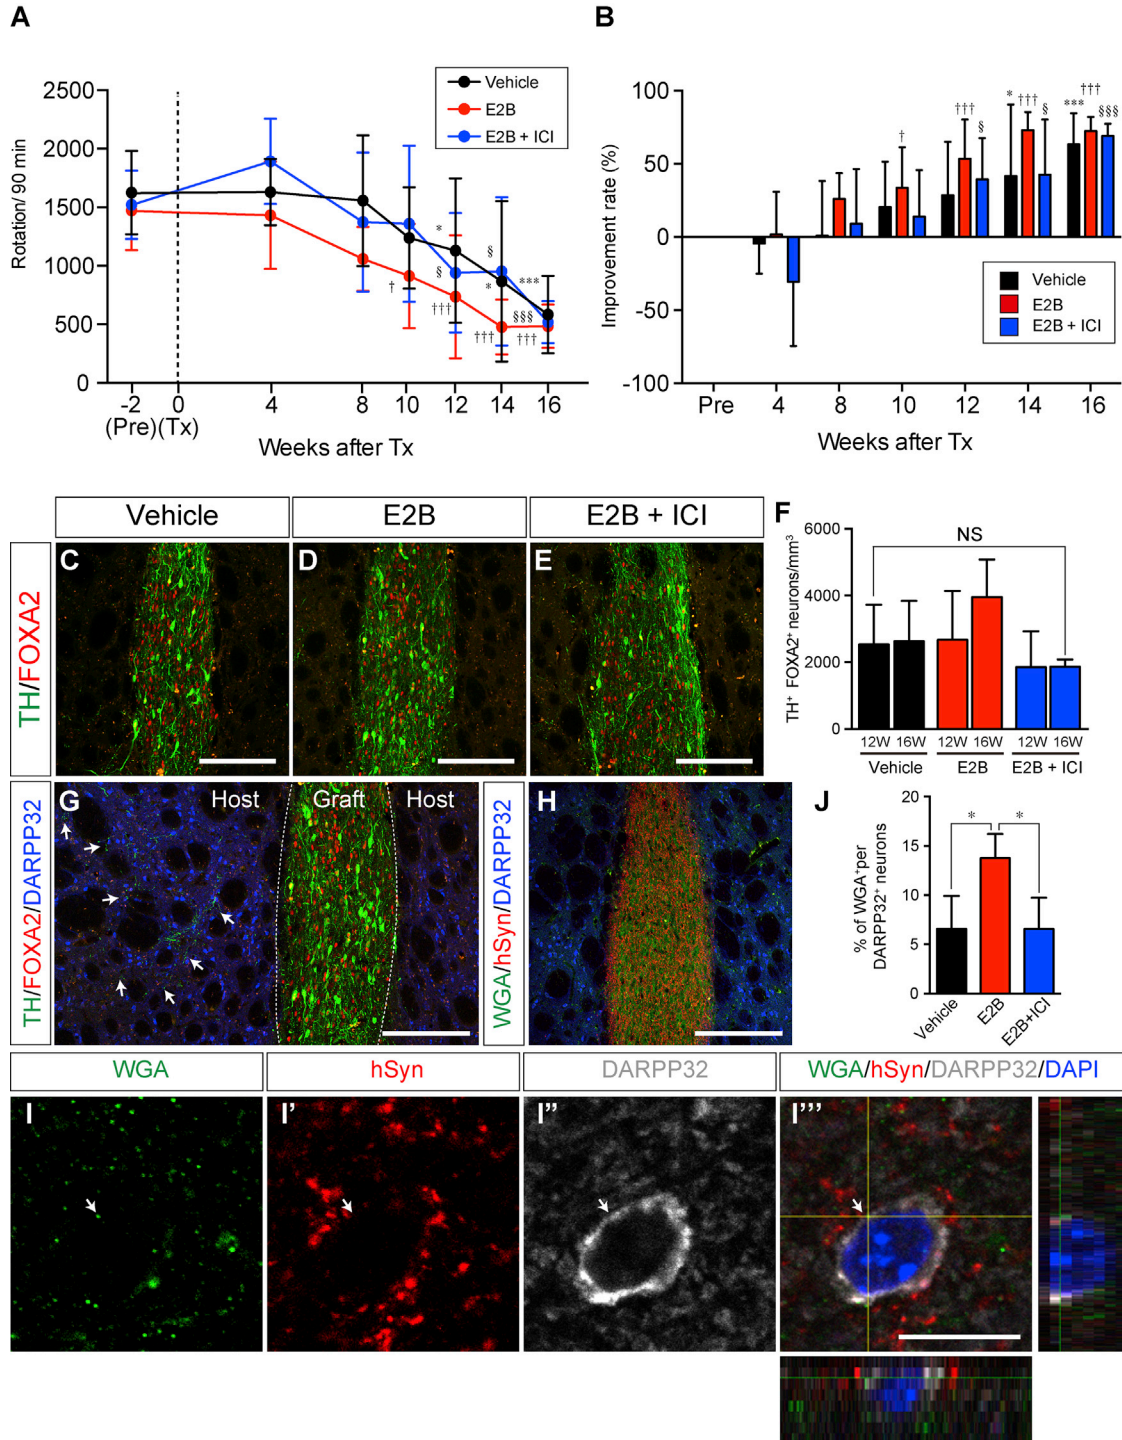 A
Rotation/ 90 min
2500
2000
1500
1000
500
0
-2
0
4
8
10
12
14
16
(Pre)(Tx)
Weeks after Tx
Vehicle
E2B
E2B + ICI
*
§
†
†††
§
*
†††
***
§§§
†††
B
Improvement rate (%)
100
50
0
-50
-100
Pre
4
8
10
12
14
16
Weeks after Tx
†
†††
§
*
†††
§
***
†††
§§§
Vehicle
E2B
E2B + ICI
Vehicle
E2B
E2B + ICI
TH/FOXA2
C
D
E
F
TH+ FOXA2+ neurons/mm3
6000
4000
2000
0
NS
12W 16W 12W 16W 12W 16W
Vehicle E2B E2B + ICI
TH/FOXA2/DARPP32
G
Host
Graft
Host
WGA/hSyn/DARPP32
H
J
% of WGA+per
DARPP32+ neurons
20
15
10
5
0
*
*
Vehicle
E2B
E2B+ICI
WGA
hSyn
DARPP32
WGA/hSyn/DARPP32/DAPI
I
I'
I''
I'''